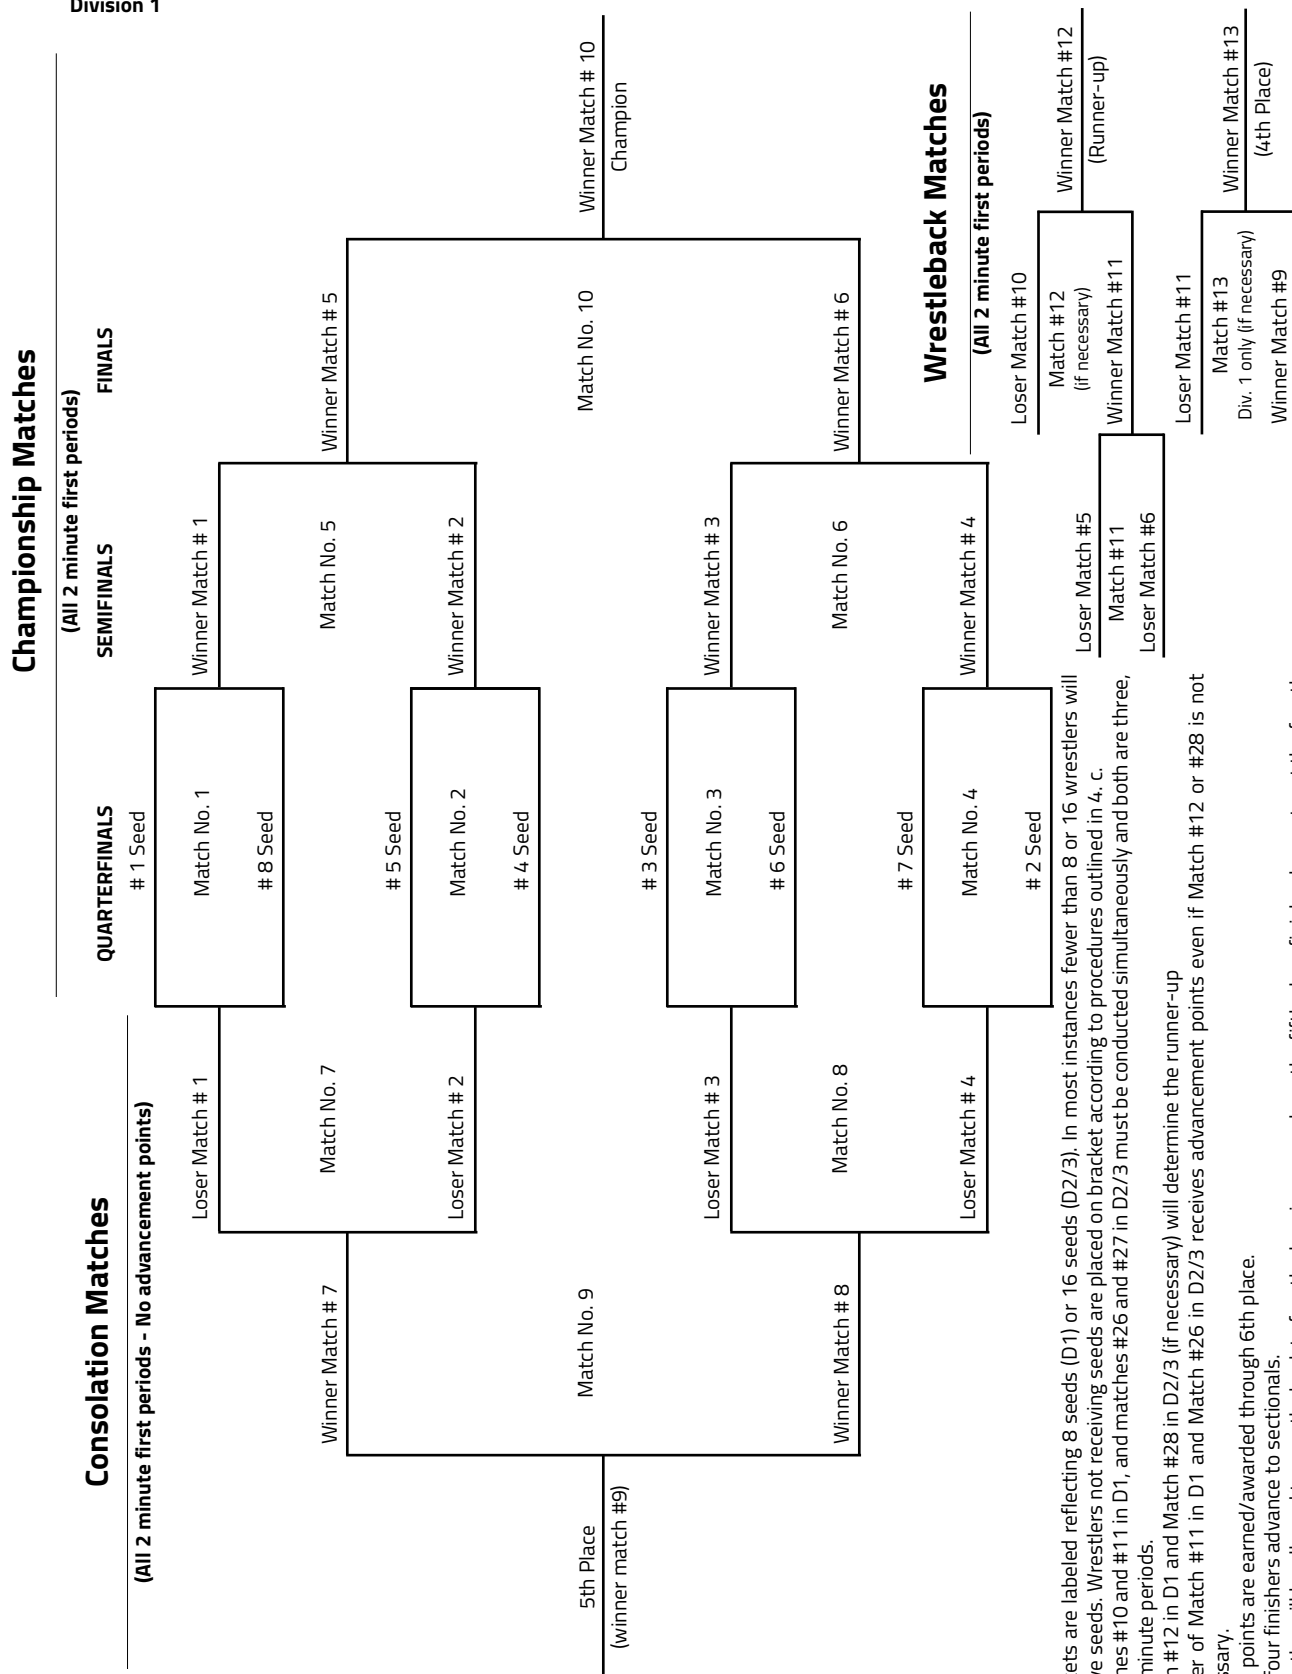 Division 1
Championship Matches
(All 2 minute first periods)
QUARTERFINALS
SEMIFINALS
FINALS
Consolation Matches
(All 2 minute first periods - No advancement points)
# 1 Seed
Match No. 1
# 8 Seed
# 5 Seed
Match No. 2
# 4 Seed
# 3 Seed
Match No. 3
# 6 Seed
# 7 Seed
Match No. 4
# 2 Seed
Winner Match # 1
Match No. 5
Winner Match # 2
Winner Match # 3
Match No. 6
Winner Match # 4
Winner Match # 5
Match No. 10
Winner Match # 6
Winner Match # 10
Champion
Loser Match # 1
Match No. 7
Loser Match # 2
Loser Match # 3
Match No. 8
Loser Match # 4
Winner Match # 7
Match No. 9
Winner Match # 8
5th Place
(winner match #9)
Wrestleback Matches
(All 2 minute first periods)
Loser Match #5
Match #11
Loser Match #6
Loser Match #10
Match #12
(if necessary)
Winner Match #11
Winner Match #12
(Runner-up)
Loser Match #11
Match #13
Div. 1 only (if necessary)
Winner Match #9
Winner Match #13
(4th Place)
are labeled reflecting 8 seeds (D1) or 16 seeds (D2/3). In most instances fewer than 8 or 16 wrestlers will
seeds. Wrestlers not receiving seeds are placed on bracket according to procedures outlined in 4. c.
#10 and #11 in D1, and matches #26 and #27 in D2/3 must be conducted simultaneously and both are three,
minute periods.
#12 in D1 and Match #28 in D2/3 (if necessary) will determine the runner-up
of Match #11 in D1 and Match #26 in D2/3 receives advancement points even if Match #12 or #28 is not
points are earned/awarded through 6th place.
four finishers advance to sectionals.